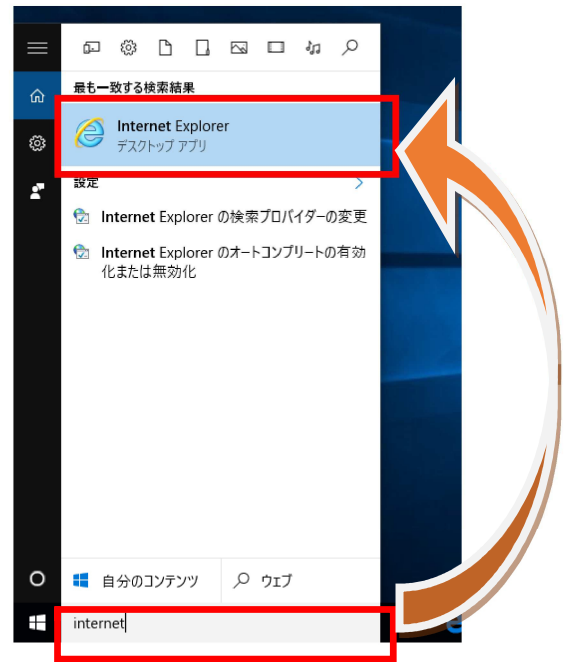 最も一致する検索結果
Internet Explorer
デスクトップ アプリ
設定
Internet Explorer の検索プロバイダーの変更
Internet Explorer のオートコンプリートの有効
化または無効化
自分のコンテンツ
ウェブ
internet